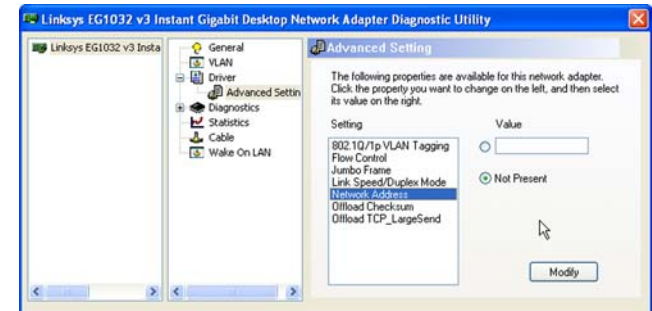 Linksys EG1032 v3 Instant Gigabit Desktop Network Adapter Diagnostic Utility
Linksys EG1032 v3 Insta
General
VLAN
Driver
Advanced Settin
Diagnostics
Statistics
Cable
Wake On LAN
Advanced Setting
The following properties are available for this network adapter.
Click the property you want to change on the left, and then select
its value on the right.
Setting
Value
802.1Q/1p VLAN Tagging
Flow Control
Jumbo Frame
Link Speed/Duplex Mode
Network Address
Offload Checksum
Offload TCP_LargeSend
Not Present
Modify